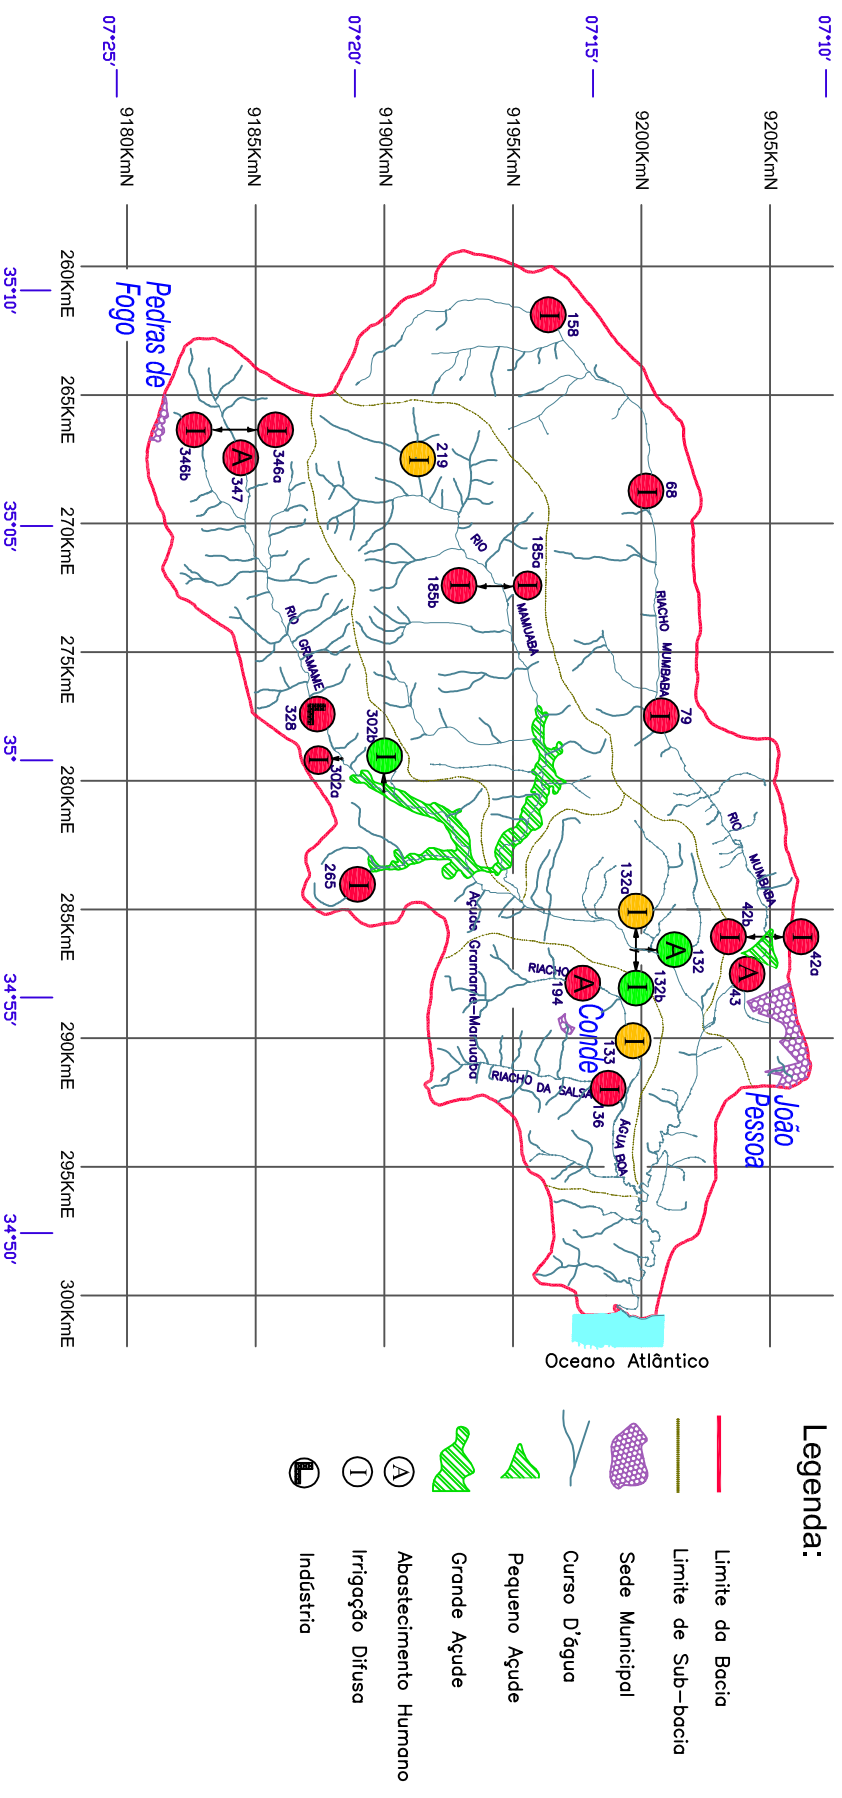 07°25'
07°20'
07°15'
07°10'
9180KmN
9185KmN
9190KmN
9195KmN
9200KmN
9205KmN
260KmE
265KmE
270KmE
275KmE
280KmE
285KmE
290KmE
295KmE
300KmE
35°10'
35°05'
35°
34°55'
34°50'
Pedras de
Fogo
João
Pessoa
Conde
I
158
I
68
I
79
I
42a
I
42b
A
43
I
132a
A
132
I
132b
I
133
I
136
A
194
I
219
I
185a
I
185b
I
346a
I
346b
A
347
328
I
302a
I
302b
I
265
RIACHO MUMBABA
RIO MUMBABA
RIO MAMUABA
RIO GRAMAME
Açude Gramame-Mamuaba
RIACHO
RIACHO DA SALSA
ÁGUA BOA
Oceano Atlântico
Legenda:
Limite da Bacia
Limite de Sub-bacia
Sede Municipal
Curso D'água
Pequeno Açude
Grande Açude
A
Abastecimento Humano
I
Irrigação Difusa
Indústria